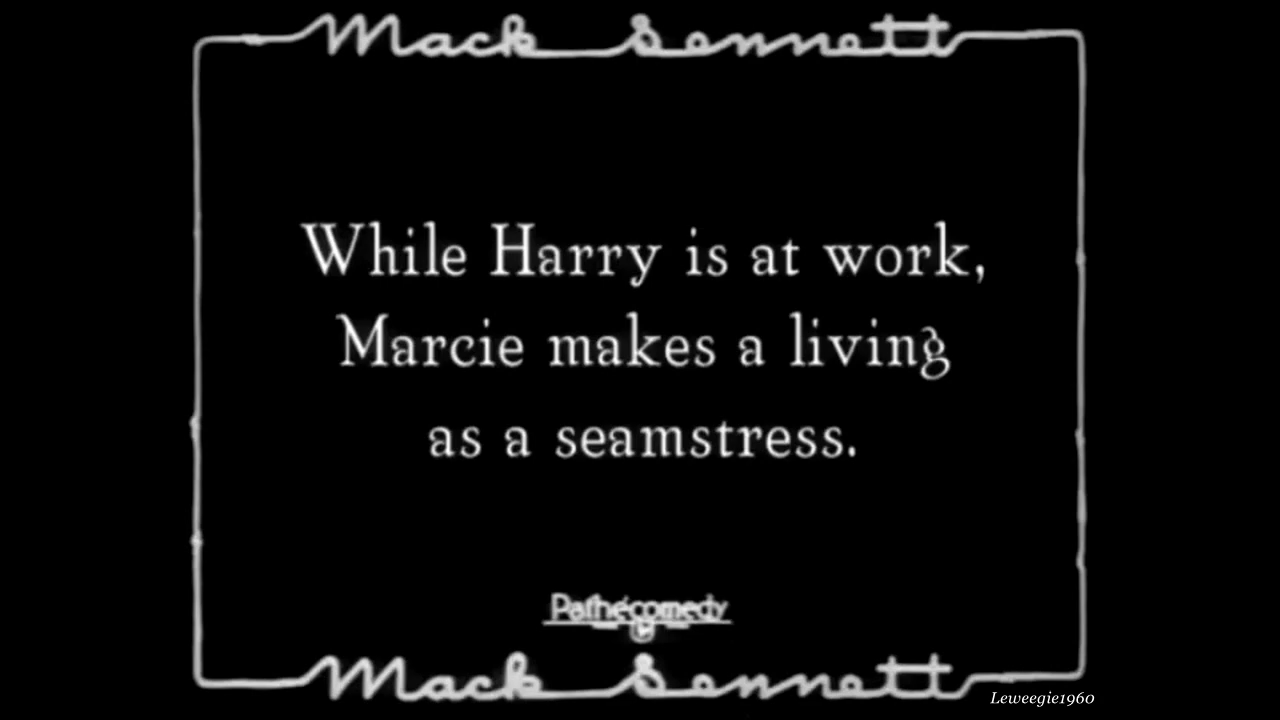 Mack Sennett
While Harry is at work,
Marcie makes a living
as a seamstress.
Pathécomedy
Mack Sennett
Leweegie1960